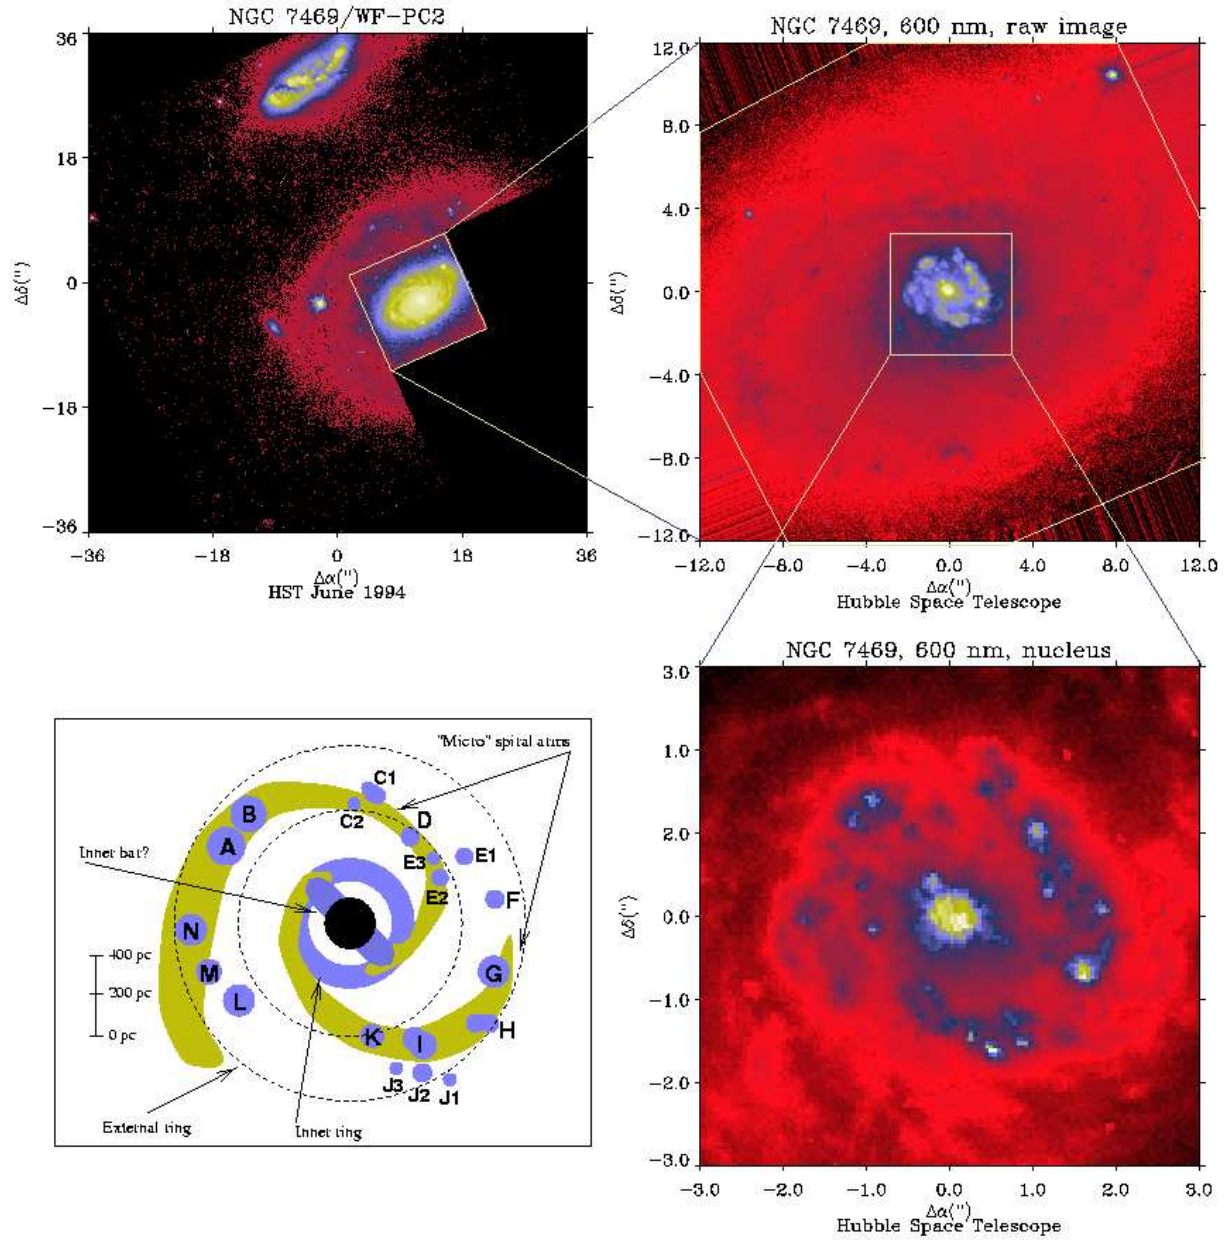 NGC 7469/WF-PC2
36
18
0
−18
−36
Δδ(")
−36 −18 0 18 36
Δα(")
HST June 1994
NGC 7469, 600 nm, raw image
12.0
8.0
4.0
0.0
−4.0
−8.0
−12.0
Δδ(")
−12.0 −8.0 −4.0 0.0 4.0 8.0 12.0
Δα(")
Hubble Space Telescope
"Micro" spiral arms
C1
C2
B
D
A
E3
E1
E2
Inner bar?
F
N
400 pc
M
G
200 pc
L
H
0 pc
K
I
J3
J2
J1
External ring
Inner ring
NGC 7469, 600 nm, nucleus
3.0
1.0
2.0
0.0
−1.0
−2.0
−3.0
Δδ(")
−3.0 −1.0 0.0 1.0 3.0
Δα(")
Hubble Space Telescope